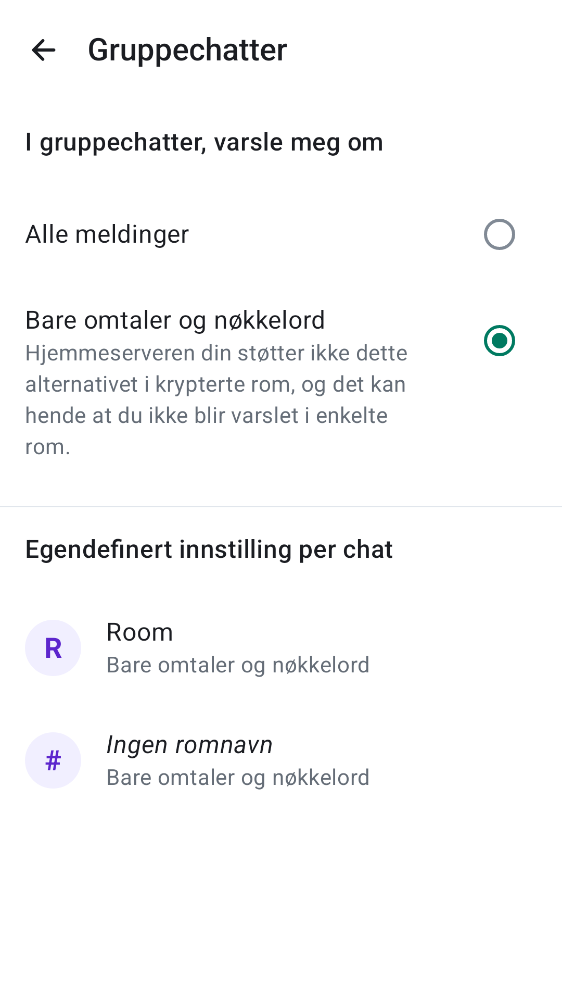 Gruppechatter
I gruppechatter, varsle meg om
Alle meldinger
Bare omtaler og nøkkelord
Hjemmeserveren din støtter ikke dette
alternativet i krypterte rom, og det kan
hende at du ikke blir varslet i enkelte
rom.
Egendefinert innstilling per chat
R
Room
Bare omtaler og nøkkelord
#
Ingen romnavn
Bare omtaler og nøkkelord